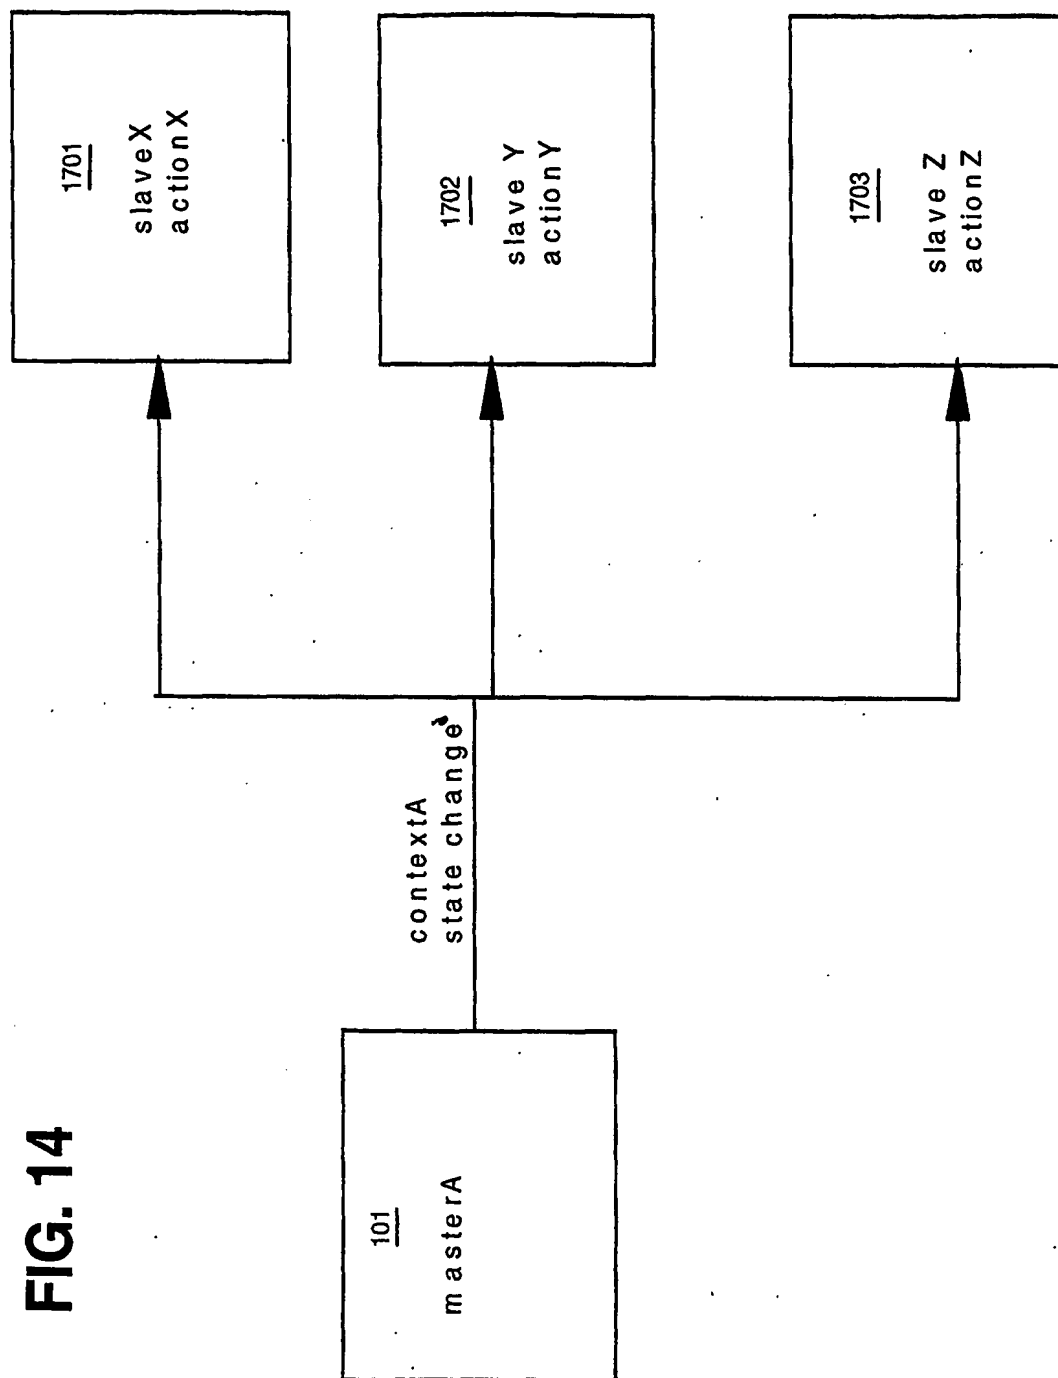 FIG. 14
101
masterA
contextA
state change
1701
slaveX
actionX
1702
slave Y
actionY
1703
slave Z
actionZ